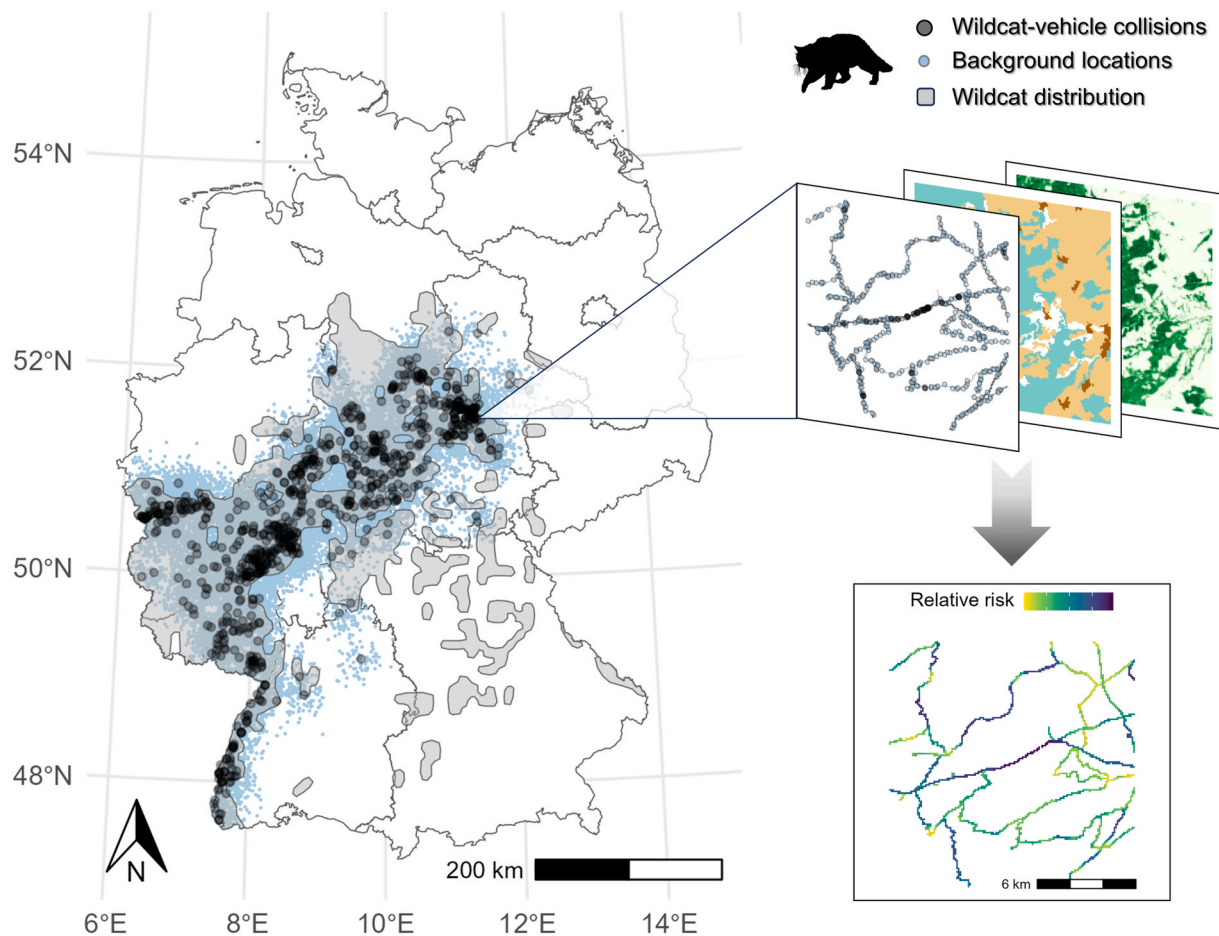 Wildcat-vehicle collisions
Background locations
Wildcat distribution
54°N
52°N
50°N
48°N
Relative risk
N
200 km
6 km
6°E
8°E
10°E
12°E
14°E